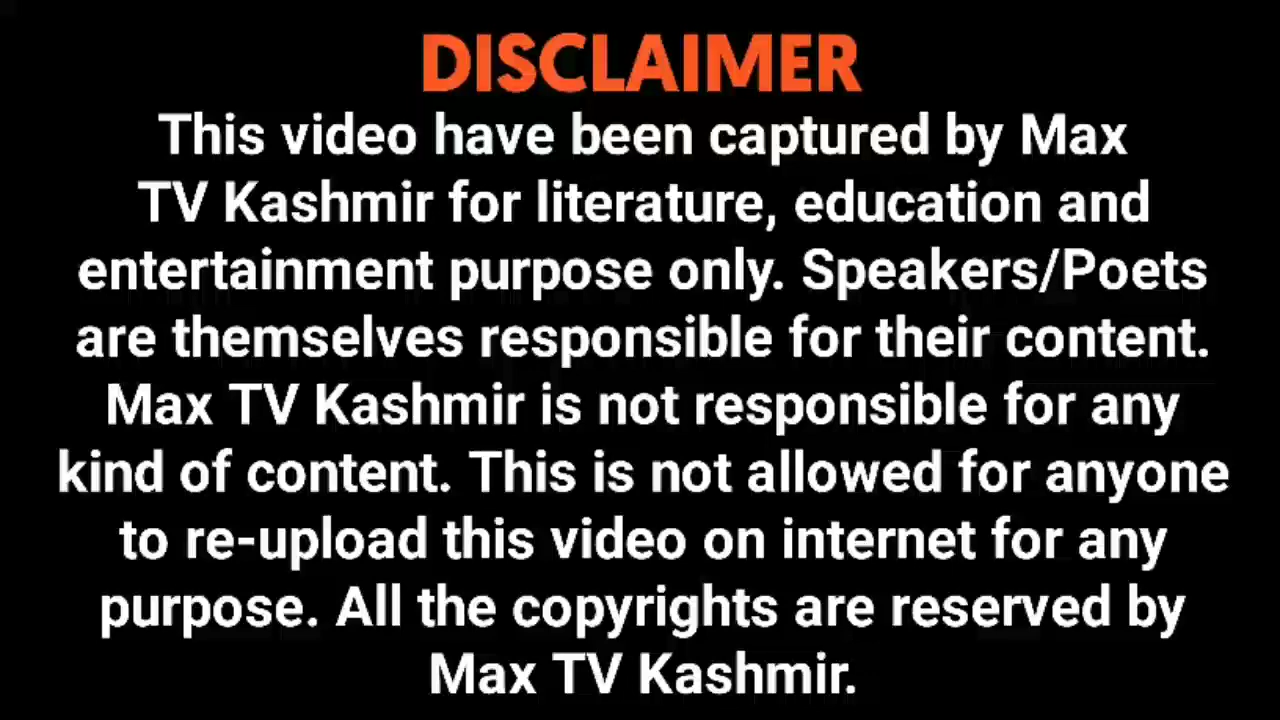 DISCLAIMER
This video have been captured by Max
TV Kashmir for literature, education and
entertainment purpose only. Speakers/Poets
are themselves responsible for their content.
Max TV Kashmir is not responsible for any
kind of content. This is not allowed for anyone
to re-upload this video on internet for any
purpose. All the copyrights are reserved by
Max TV Kashmir.